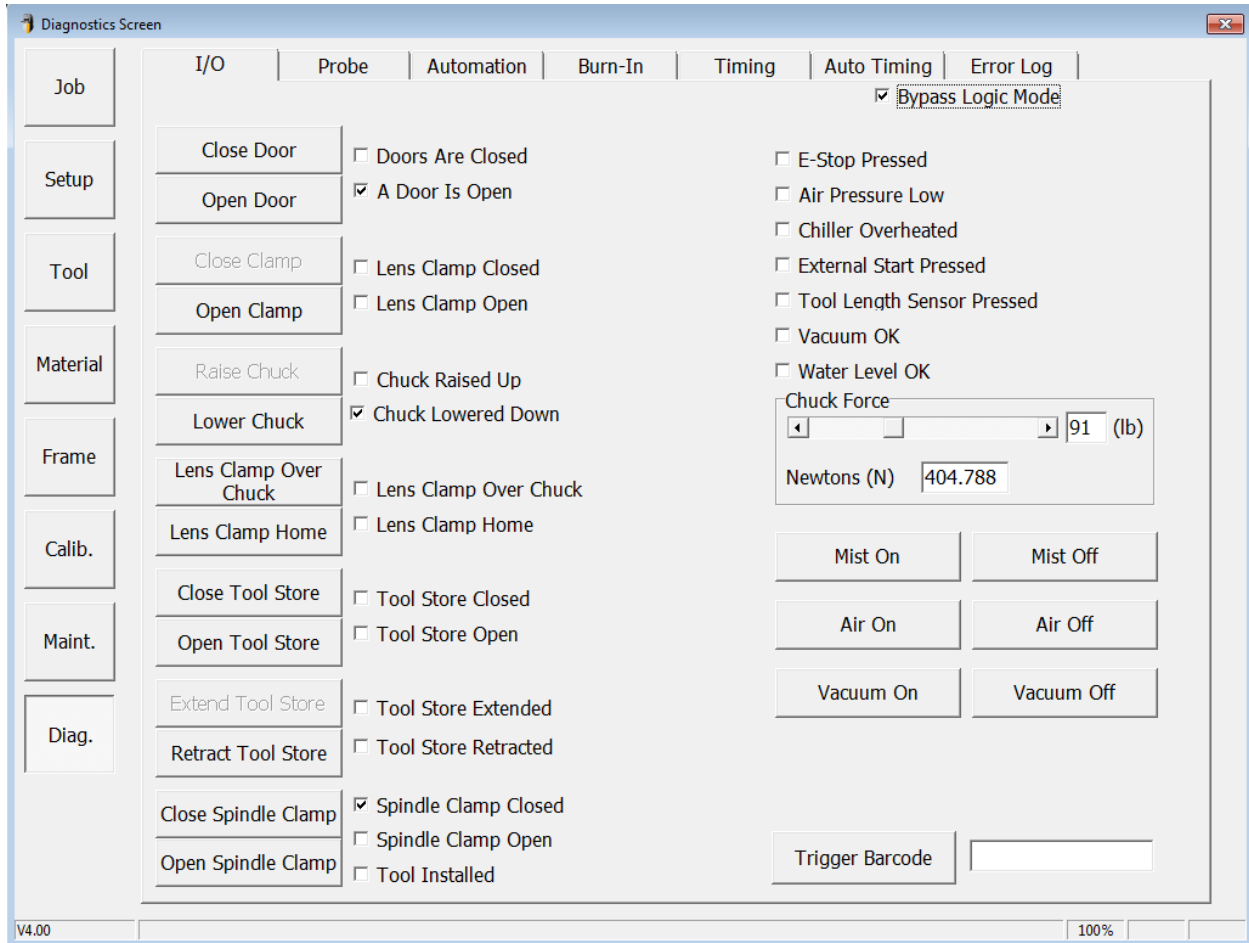 Diagnostics Screen
I/O Probe Automation Burn-In Timing Auto Timing Error Log
Bypass Logic Mode
Job
Setup
Tool
Material
Frame
Calib.
Maint.
Diag.
Close Door
Open Door
Doors Are Closed
A Door Is Open
Close Clamp
Open Clamp
Lens Clamp Closed
Lens Clamp Open
Raise Chuck
Lower Chuck
Chuck Raised Up
Chuck Lowered Down
Lens Clamp Over
Chuck
Lens Clamp Home
Lens Clamp Over Chuck
Lens Clamp Home
Close Tool Store
Open Tool Store
Tool Store Closed
Tool Store Open
Extend Tool Store
Retract Tool Store
Tool Store Extended
Tool Store Retracted
Close Spindle Clamp
Open Spindle Clamp
Spindle Clamp Closed
Spindle Clamp Open
Tool Installed
E-Stop Pressed
Air Pressure Low
Chiller Overheated
External Start Pressed
Tool Length Sensor Pressed
Vacuum OK
Water Level OK
Chuck Force
91 (lb)
Newtons (N) 404.788
Mist On Mist Off
Air On Air Off
Vacuum On Vacuum Off
Trigger Barcode
V4.00 100%